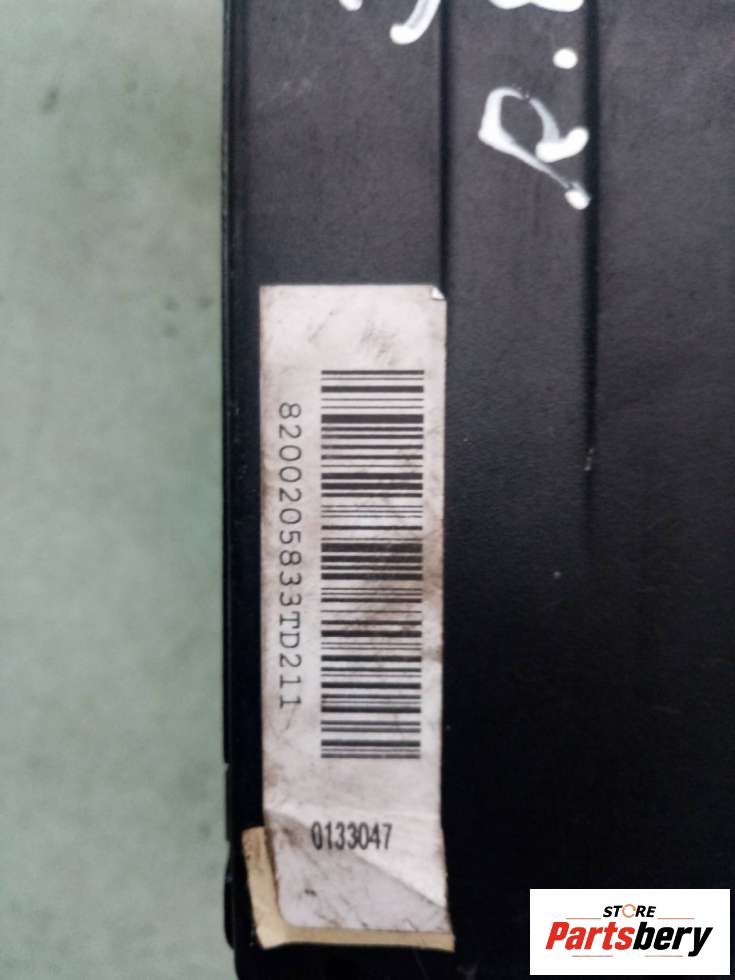 R.
8200205833TD211
0133047
STORE
Partsbery